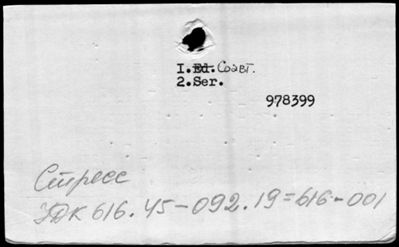 1.Ed. Соавт.
2.Ser.
978399
Стресс
УДК 616.45-092.19=616-001